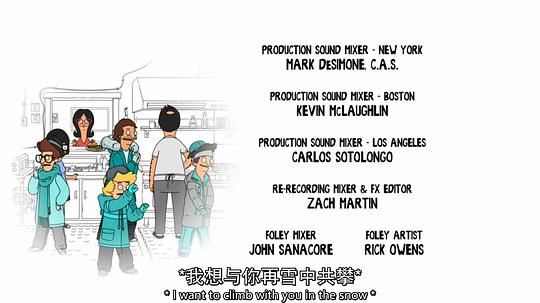 PRODUCTION SOUND MIXER - NEW YORK
MARK DeSIMONE, C.A.S.
PRODUCTION SOUND MIXER - BOSTON
KEVIN McLAUGHLIN
PRODUCTION SOUND MIXER - LOS ANGELES
CARLOS SOTOLONGO
RE-RECORDING MIXER & FX EDITOR
ZACH MARTIN
FOLEY MIXER
JOHN SANACORE
FOLEY ARTIST
RICK OWENS
*我想与你再雪中共攀*
* I want to climb with you in the snow *